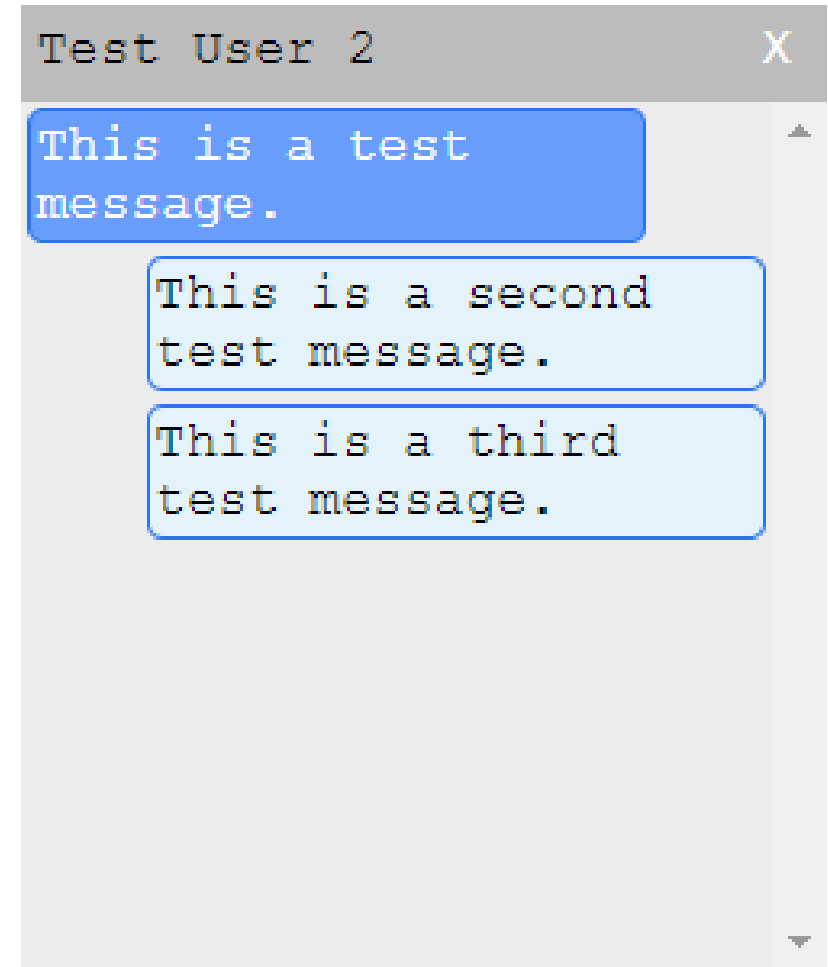 Test User 2 X
This is a test
message.
This is a second
test message.
This is a third
test message.